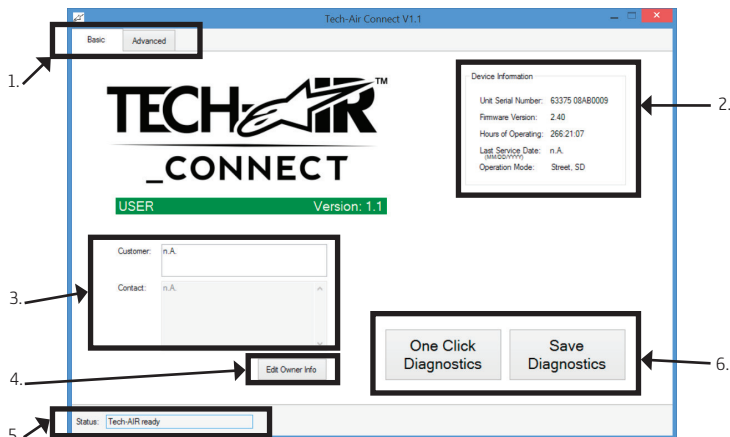 Tech-Air Connect V1.1
Basic Advanced
1.
TECH-AIR™
_CONNECT
USER Version: 1.1
Device Information
Unit Serial Number: 63375 08AB0009
Firmware Version: 2.40
Hours of Operating: 266:21:07
Last Service Date: n.A.
(MM/DD/YYYY)
Operation Mode: Street, SD
2.
Customer: n.A.
Contact: n.A.
3.
Edit Owner Info
4.
One Click
Diagnostics
Save
Diagnostics
6.
Status: Tech-AIR ready
5.